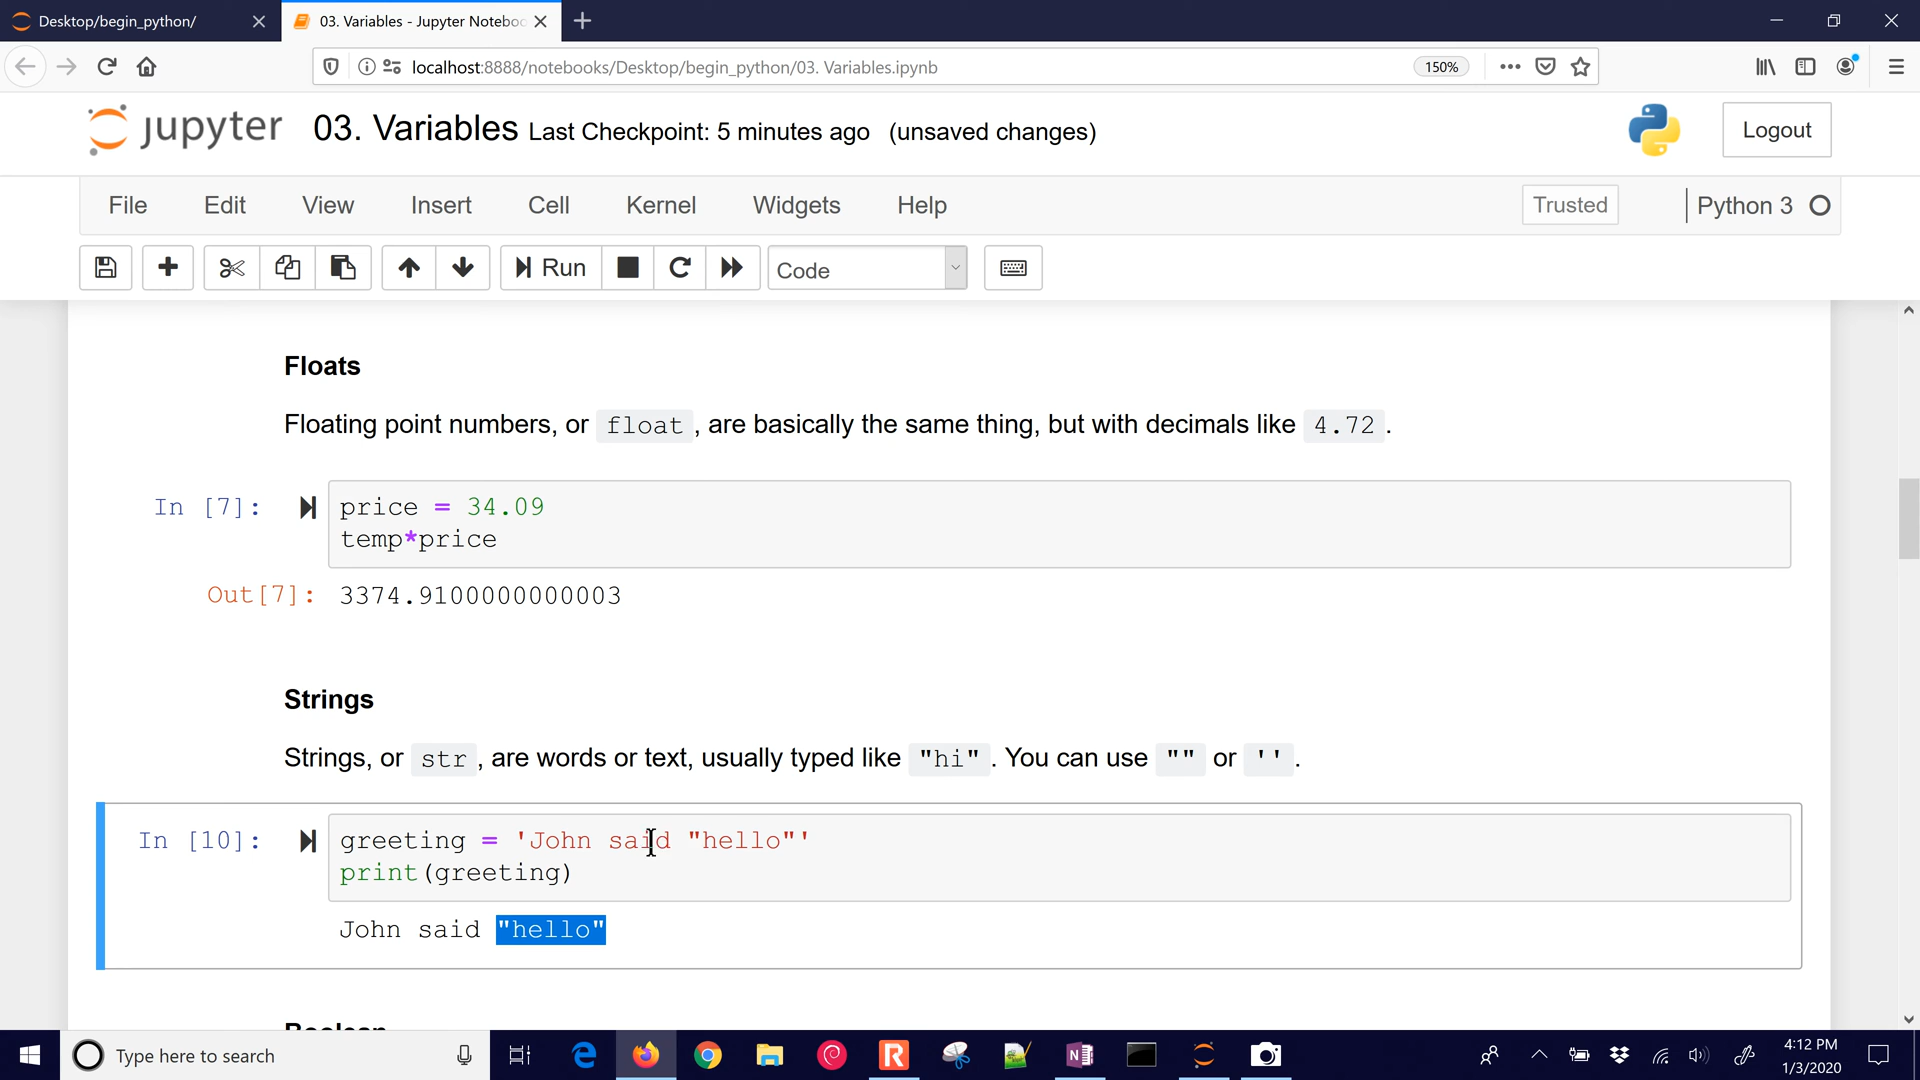 Desktop/begin_python/
03. Variables - Jupyter Noteboo
localhost:8888/notebooks/Desktop/begin_python/03. Variables.ipynb
150%
jupyter 03. Variables Last Checkpoint: 5 minutes ago (unsaved changes)
Logout
File Edit View Insert Cell Kernel Widgets Help
Trusted
Python 3
Run
Code
Floats
Floating point numbers, or float , are basically the same thing, but with decimals like 4.72 .
In [7]: price = 34.09
temp*price
Out[7]: 3374.9100000000003
Strings
Strings, or str , are words or text, usually typed like "hi" . You can use "" or '' .
In [10]: greeting = 'John said "hello"'
print(greeting)
John said "hello"
Boolean
Type here to search
4:12 PM
1/3/2020